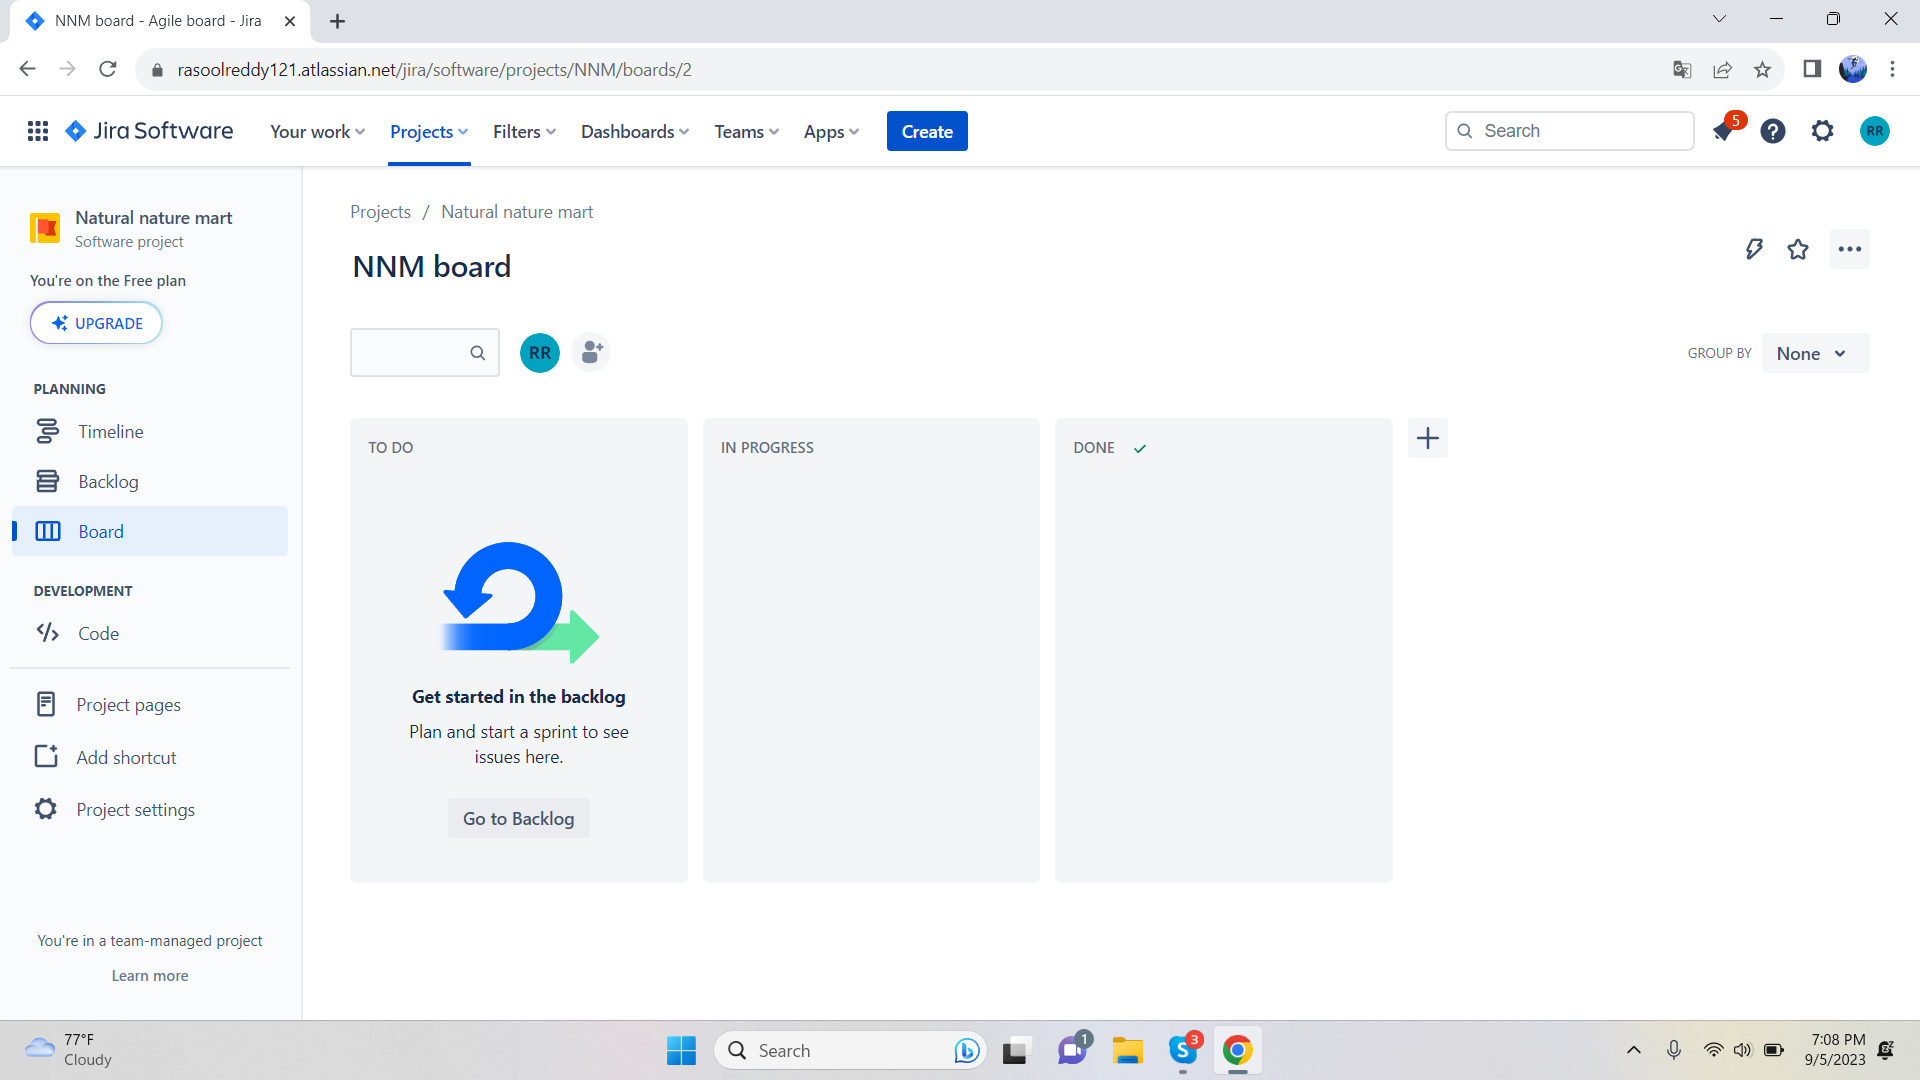 NNM board - Agile board - Jira
rasoolreddy121.atlassian.net/jira/software/projects/NNM/boards/2
Jira Software
Your work
Projects
Filters
Dashboards
Teams
Apps
Create
Search
5
RR
Natural nature mart
Software project
You're on the Free plan
UPGRADE
PLANNING
Timeline
Backlog
Board
DEVELOPMENT
Code
Project pages
Add shortcut
Project settings
You're in a team-managed project
Learn more
Projects / Natural nature mart
NNM board
RR
GROUP BY
None
TO DO
IN PROGRESS
DONE
Get started in the backlog
Plan and start a sprint to see
issues here.
Go to Backlog
77°F
Cloudy
Search
1
3
7:08 PM
9/5/2023